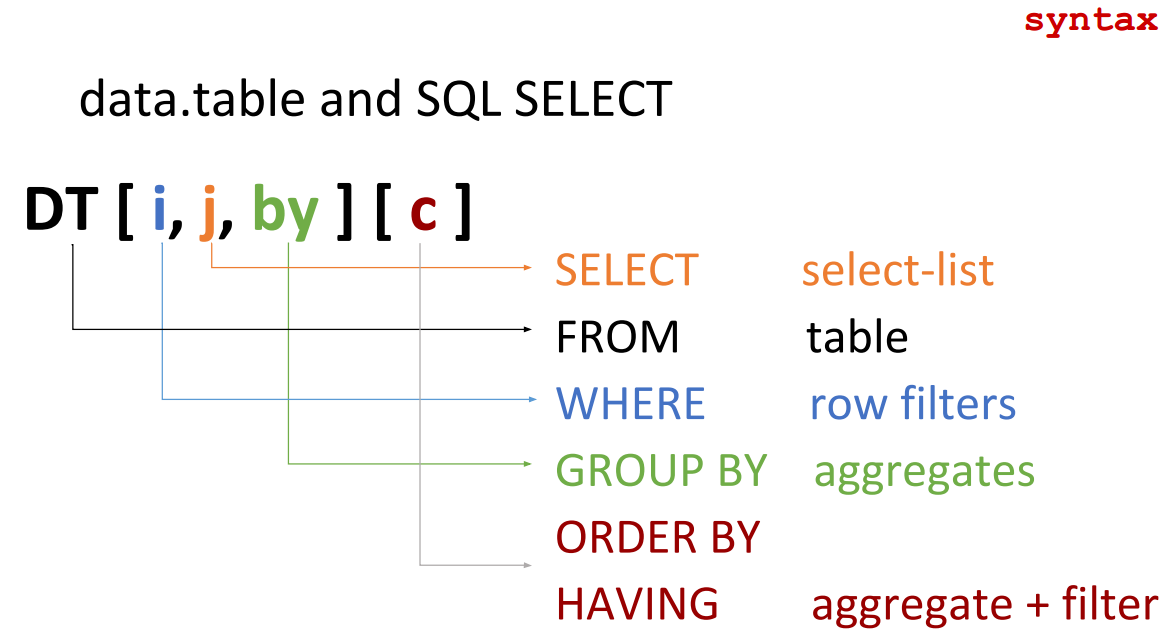 syntax
data.table and SQL SELECT
DT [ i, j, by ] [ c ]
SELECT select-list
FROM table
WHERE row filters
GROUP BY aggregates
ORDER BY
HAVING aggregate + filter